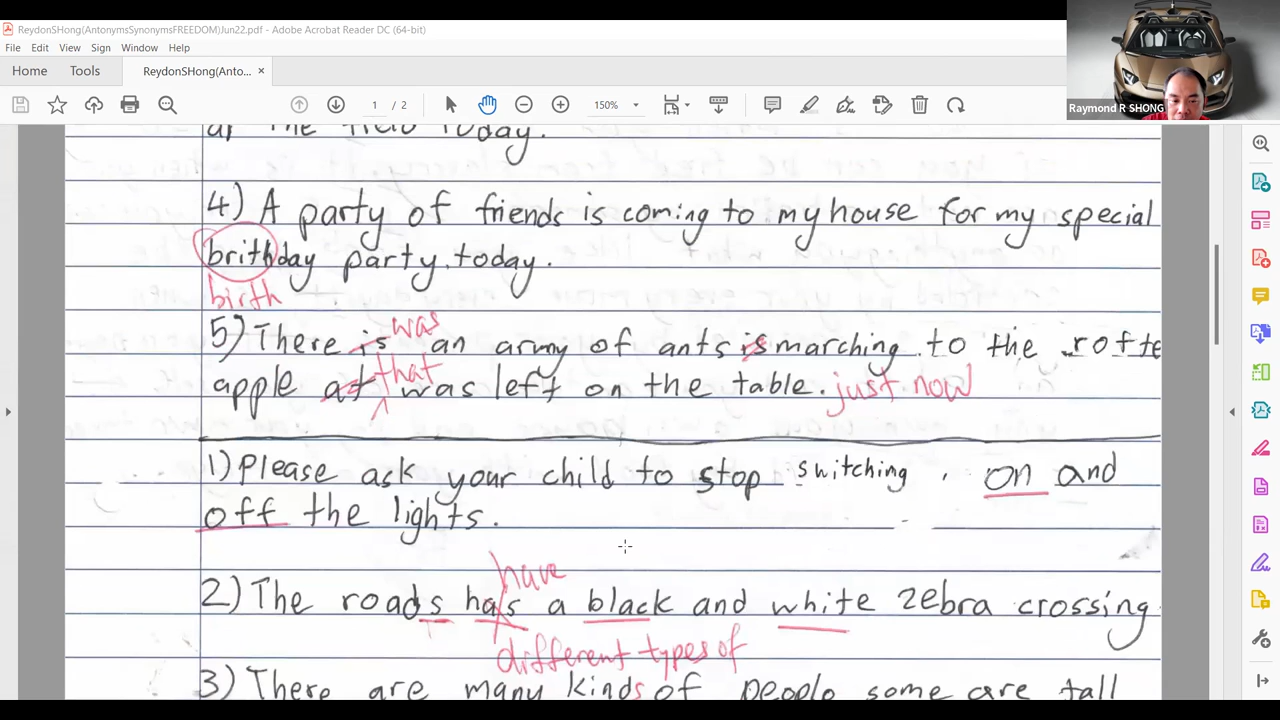 ReydonSHong(AntonymsSynonymsFREEDOM)Jun22.pdf - Adobe Acrobat Reader DC (64-bit)
File Edit View Sign Window Help
Home Tools ReydonSHong(Anto... ×
1 / 2 150%
Raymond R SHONG
today.
4) A party of friends is coming to my house for my special
brithday party today.
birth
was
5) There is an army of ants is marching to the rotte
that
apple at was left on the table. just now
1) Please ask your child to stop switching on and
off the lights.
have
2) The roads has a black and white zebra crossing
different types of
3) There are many kinds of people some are tall